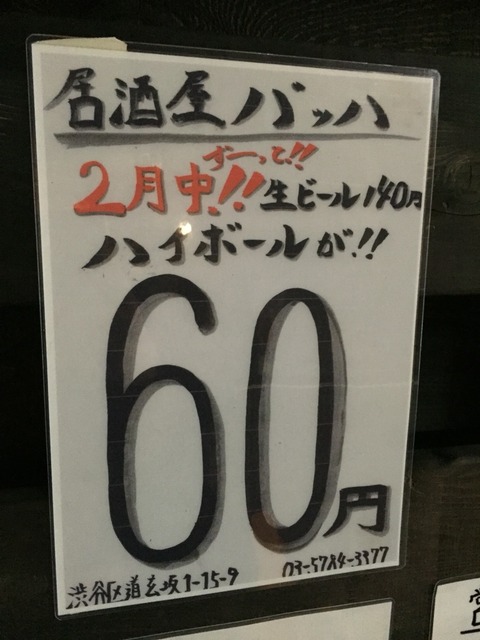 居酒屋バッハ
ずーって!!
2月中!!生ビール140円
ハイボールが!!
60円
渋谷区道玄坂1-15-9 03-5784-3377